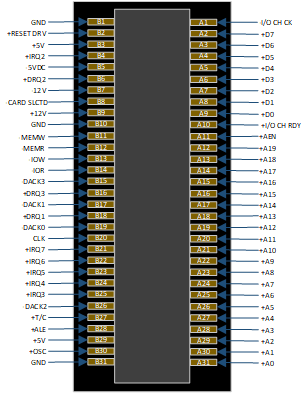 GND B1 A1 -I/O CH CK
+RESET DRV B2 A2 +D7
+5V B3 A3 +D6
+IRQ2 B4 A4 +D5
-5VDC B5 A5 +D4
+DRQ2 B6 A6 +D3
-12V B7 A7 +D2
-CARD SLCTD B8 A8 +D1
+12V B9 A9 +D0
GND B10 A10 +I/O CH RDY
-MEMW B11 A11 +AEN
-MEMR B12 A12 +A19
-IOW B13 A13 +A18
-IOR B14 A14 +A17
-DACK3 B15 A15 +A16
+DRQ3 B16 A16 +A15
-DACK1 B17 A17 +A14
+DRQ1 B18 A18 +A13
-DACK0 B19 A19 +A12
CLK B20 A20 +A11
+IRQ7 B21 A21 +A10
+IRQ6 B22 A22 +A9
+IRQ5 B23 A23 +A8
+IRQ4 B24 A24 +A7
+IRQ3 B25 A25 +A6
-DACK2 B26 A26 +A5
+T/C B27 A27 +A4
+ALE B28 A28 +A3
+5V B29 A29 +A2
+OSC B30 A30 +A1
GND B31 A31 +A0